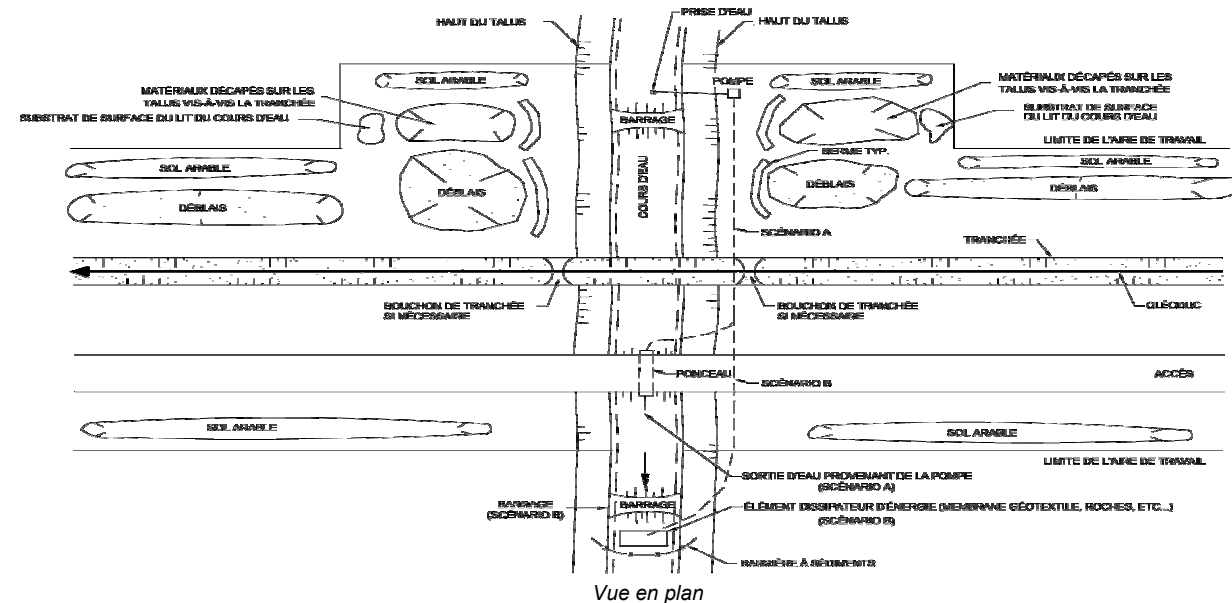 PRISE D'EAU
HAUT DU TALUS
HAUT DU TALUS
SOL ARABLE
POMPE
SOL ARABLE
MATÉRIAUX DÉCAPÉS SUR LES
TALUS VIS-À-VIS LA TRANCHÉE
MATÉRIAUX DÉCAPÉS SUR LES
TALUS VIS-À-VIS LA TRANCHÉE
SUBSTRAT DE SURFACE DU LIT DU COURS D'EAU
SUBSTRAT DE SURFACE
DU LIT DU COURS D'EAU
BARRAGE
LIMITE DE L'AIRE DE TRAVAIL
BERME TYP.
SOL ARABLE
SOL ARABLE
DÉBLAIS
DÉBLAIS
DÉBLAIS
DÉBLAIS
COURS D'EAU
SCÉNARIO A
TRANCHÉE
BOUCHON DE TRANCHÉE
SI NÉCESSAIRE
BOUCHON DE TRANCHÉE
SI NÉCESSAIRE
OLÉODUC
PONCEAU
SCÉNARIO B
ACCÈS
SOL ARABLE
SOL ARABLE
LIMITE DE L'AIRE DE TRAVAIL
SORTIE D'EAU PROVENANT DE LA POMPE
(SCÉNARIO A)
BARRAGE
(SCÉNARIO B)
BARRAGE
ÉLÉMENT DISSIPATEUR D'ÉNERGIE (MEMBRANE GÉOTEXTILE, ROCHES, ETC...)
(SCÉNARIO B)
BARRIÈRE À SÉDIMENTS
Vue en plan